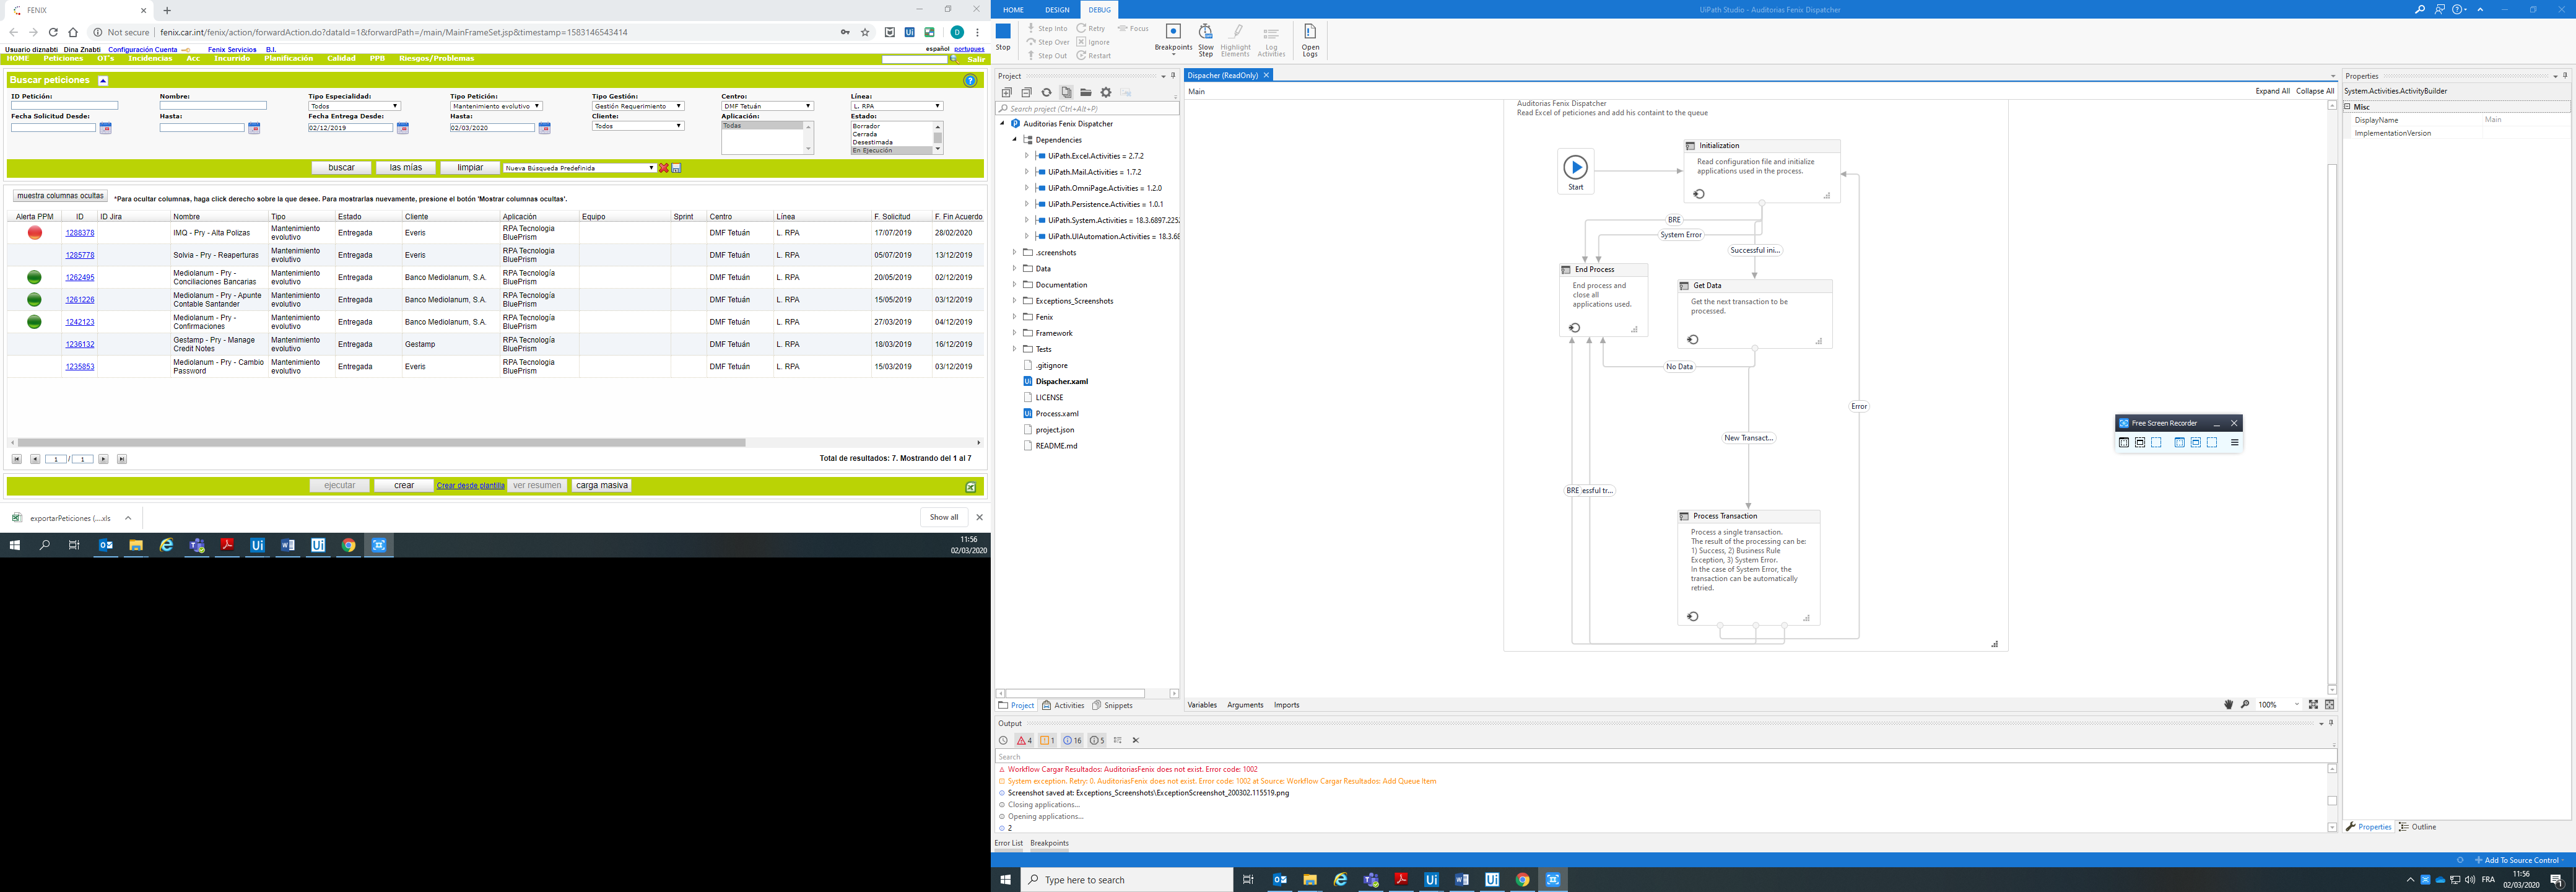 FENIX
Not secure | fenix.car.int/fenix/action/forwardAction.do?dataId=1&forwardPath=/main/MainFrameSet.jsp&timestamp=1583146543414
Usuario diznabti Dina Znabti Configuración Cuenta Fenix Servicios B.I. español portugues
HOME Peticiones OT's Incidencias Acc Incurrido Planificación Calidad PPB Riesgos/Problemas Salir
Buscar peticiones
ID Petición: Nombre: Tipo Especialidad: Tipo Petición: Tipo Gestión: Centro: Línea:
Todos Mantenimiento evolutivo Gestión Requerimiento DMF Tetuán L. RPA
Fecha Solicitud Desde: Hasta: Fecha Entrega Desde: Hasta: Cliente: Aplicación: Estado:
02/12/2019 02/03/2020 Todos Todas Borrador
Cerrada
Desestimada
En Ejecución
buscar las mías limpiar Nueva Búsqueda Predefinida
muestra columnas ocultas *Para ocultar columnas, haga click derecho sobre la que desee. Para mostrarlas nuevamente, presione el botón 'Mostrar columnas ocultas'.
Alerta PPM ID ID Jira Nombre Tipo Estado Cliente Aplicación Equipo Sprint Centro Línea F. Solicitud F. Fin Acuerdo
1288378 IMQ - Pry - Alta Polizas Mantenimiento evolutivo Entregada Everis RPA Tecnologia BluePrism DMF Tetuán L. RPA 17/07/2019 28/02/2020
1285778 Solvia - Pry - Reaperturas Mantenimiento evolutivo Entregada Everis RPA Tecnología BluePrism DMF Tetuán L. RPA 05/07/2019 13/12/2019
1262495 Mediolanum - Pry - Conciliaciones Bancarias Mantenimiento evolutivo Entregada Banco Mediolanum, S.A. RPA Tecnología BluePrism DMF Tetuán L. RPA 20/05/2019 02/12/2019
1261226 Mediolanum - Pry - Apunte Contable Santander Mantenimiento evolutivo Entregada Banco Mediolanum, S.A. RPA Tecnología BluePrism DMF Tetuán L. RPA 15/05/2019 03/12/2019
1242123 Mediolanum - Pry - Confirmaciones Mantenimiento evolutivo Entregada Banco Mediolanum, S.A. RPA Tecnología BluePrism DMF Tetuán L. RPA 27/03/2019 04/12/2019
1236132 Gestamp - Pry - Manage Credit Notes Mantenimiento evolutivo Entregada Gestamp RPA Tecnología BluePrism DMF Tetuán L. RPA 18/03/2019 16/12/2019
1235853 Mediolanum - Pry - Cambio Password Mantenimiento evolutivo Entregada Everis RPA Tecnología BluePrism DMF Tetuán L. RPA 15/03/2019 03/12/2019
1 / 1 Total de resultados: 7. Mostrando del 1 al 7
ejecutar crear Crear desde plantilla ver resumen carga masiva
exportarPeticiones (....xls Show all
11:56
02/03/2020
HOME DESIGN DEBUG UiPath Studio - Auditorias Fenix Dispatcher
Stop
Step Into Retry Focus
Step Over Ignore
Step Out Restart
Breakpoints Slow Step Highlight Elements Log Activities Open Logs
Project
Search project (Ctrl+Alt+P)
Auditorias Fenix Dispatcher
Dependencies
UiPath.Excel.Activities = 2.7.2
UiPath.Mail.Activities = 1.7.2
UiPath.OmniPage.Activities = 1.2.0
UiPath.Persistence.Activities = 1.0.1
UiPath.System.Activities = 18.3.6897.2252
UiPath.UIAutomation.Activities = 18.3.68
.screenshots
Data
Documentation
Exceptions_Screenshots
Fenix
Framework
Tests
.gitignore
Dispacher.xaml
LICENSE
Process.xaml
project.json
README.md
Project Activities Snippets
Dispacher (ReadOnly)
Main Expand All Collapse All
Auditorias Fenix Dispatcher
Read Excel of peticiones and add his containt to the queue
Start
Initialization
Read configuration file and initialize
applications used in the process.
BRE
System Error
Successful ini...
End Process
End process and
close all
applications used.
Get Data
Get the next transaction to be
processed.
No Data
Error
New Transact...
BRE essful tr...
Process Transaction
Process a single transaction.
The result of the processing can be:
1) Success, 2) Business Rule
Exception, 3) System Error.
In the case of System Error, the
transaction can be automatically
retried.
Variables Arguments Imports 100%
Properties
System.Activities.ActivityBuilder
Misc
DisplayName Main
ImplementationVersion
Free Screen Recorder
Properties Outline
Output
4 1 16 5
Search
Workflow Cargar Resultados: AuditoriasFenix does not exist. Error code: 1002
System exception. Retry: 0. AuditoriasFenix does not exist. Error code: 1002 at Source: Workflow Cargar Resultados: Add Queue Item
Screenshot saved at: Exceptions_Screenshots\ExceptionScreenshot_200302.115519.png
Closing applications...
Opening applications...
2
Error List Breakpoints
Add To Source Control
Type here to search
FRA
11:56
02/03/2020